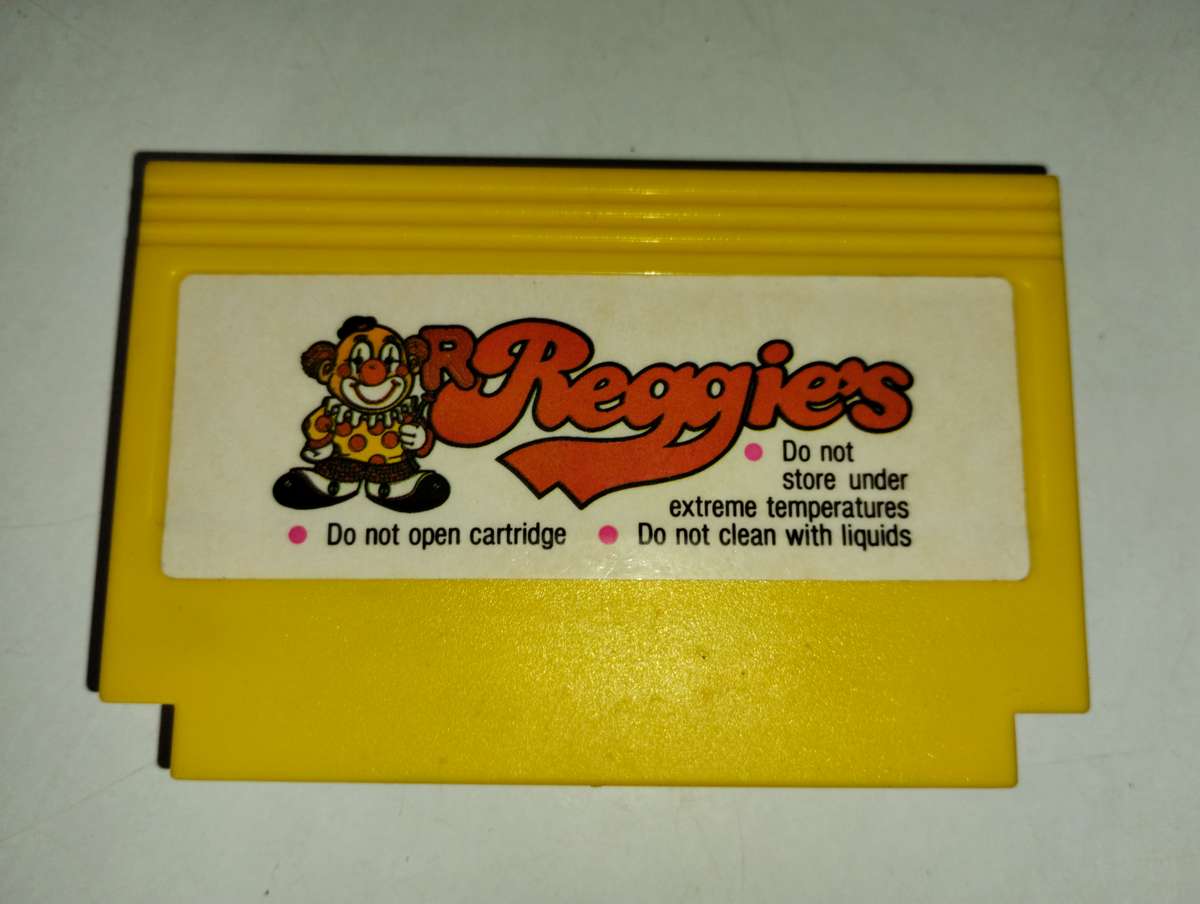 R Reggie's
● Do not
store under
extreme temperatures
● Do not open cartridge ● Do not clean with liquids